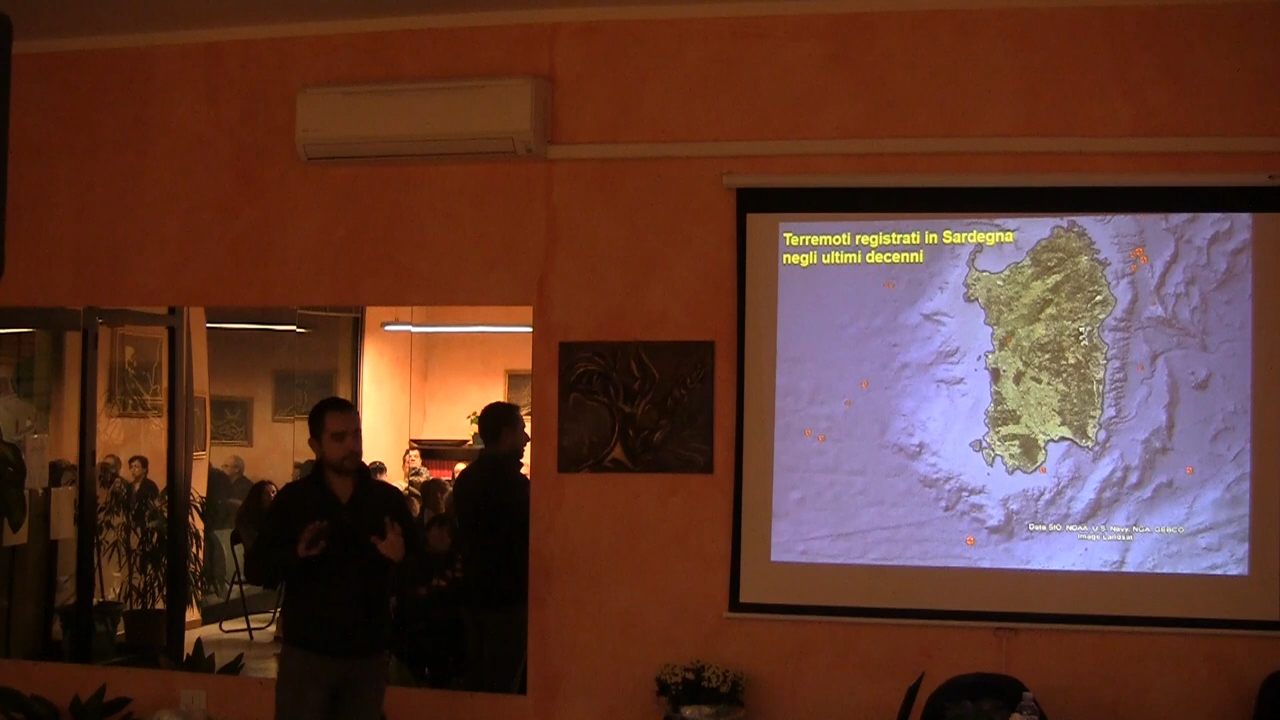 Terremoti registrati in Sardegna
negli ultimi decenni
Data SIO, NOAA, U.S. Navy, NGA, GEBCO
Image Landsat